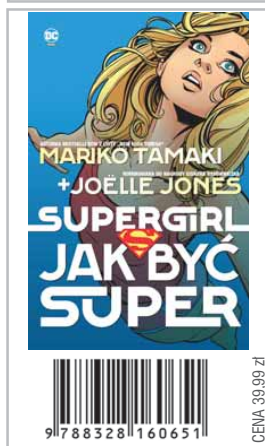 DC
MARIKO TAMAKI
+JOËLLE JONES
SUPERGIRL
JAK BYĆ
SUPER
9 788328 160651
CENA 39,99 zł